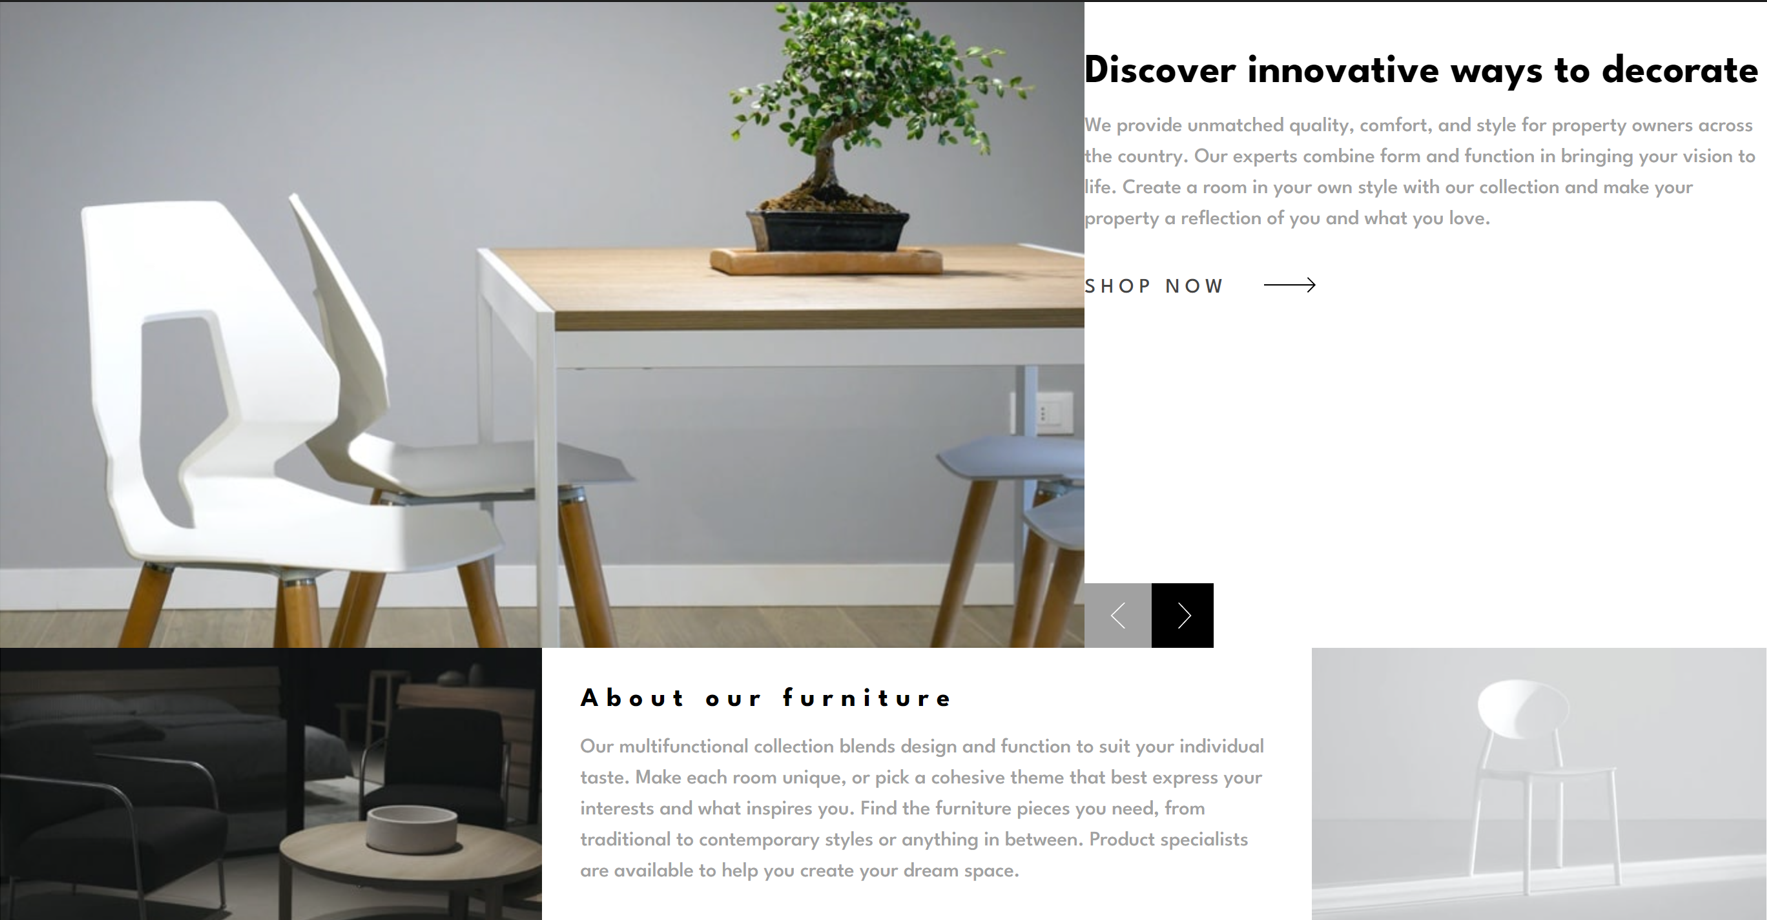 Discover innovative ways to decorate
We provide unmatched quality, comfort, and style for property owners across
the country. Our experts combine form and function in bringing your vision to
life. Create a room in your own style with our collection and make your
property a reflection of you and what you love.
SHOP NOW
About our furniture
Our multifunctional collection blends design and function to suit your individual
taste. Make each room unique, or pick a cohesive theme that best express your
interests and what inspires you. Find the furniture pieces you need, from
traditional to contemporary styles or anything in between. Product specialists
are available to help you create your dream space.